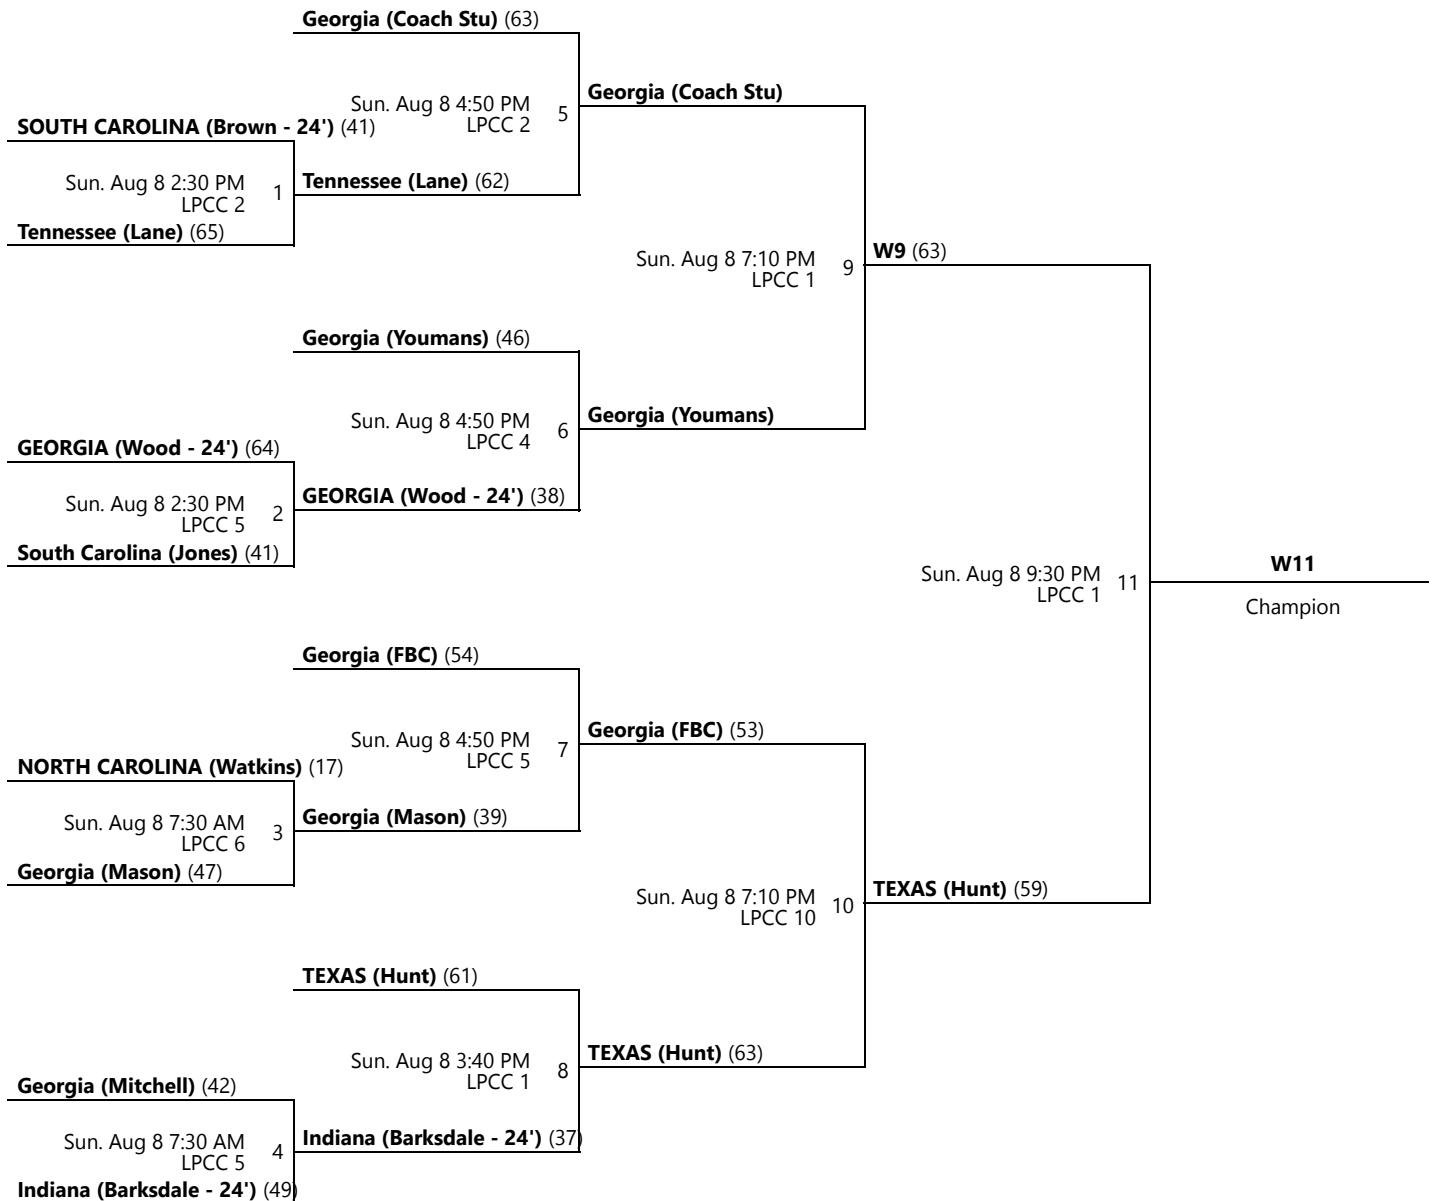 Georgia (Coach Stu) (63)
Sun. Aug 8 4:50 PM
LPCC 2
5
Georgia (Coach Stu)
SOUTH CAROLINA (Brown - 24') (41)
Sun. Aug 8 2:30 PM
LPCC 2
1
Tennessee (Lane) (62)
Tennessee (Lane) (65)
Sun. Aug 8 7:10 PM
LPCC 1
9
W9 (63)
Georgia (Youmans) (46)
Sun. Aug 8 4:50 PM
LPCC 4
6
Georgia (Youmans)
GEORGIA (Wood - 24') (64)
Sun. Aug 8 2:30 PM
LPCC 5
2
GEORGIA (Wood - 24') (38)
South Carolina (Jones) (41)
Sun. Aug 8 9:30 PM
LPCC 1
11
W11
Champion
Georgia (FBC) (54)
Sun. Aug 8 4:50 PM
LPCC 5
7
Georgia (FBC) (53)
NORTH CAROLINA (Watkins) (17)
Sun. Aug 8 7:30 AM
LPCC 6
3
Georgia (Mason) (39)
Georgia (Mason) (47)
Sun. Aug 8 7:10 PM
LPCC 10
10
TEXAS (Hunt) (59)
TEXAS (Hunt) (61)
Sun. Aug 8 3:40 PM
LPCC 1
8
TEXAS (Hunt) (63)
Georgia (Mitchell) (42)
Sun. Aug 8 7:30 AM
LPCC 5
4
Indiana (Barksdale - 24') (37)
Indiana (Barksdale - 24') (49)